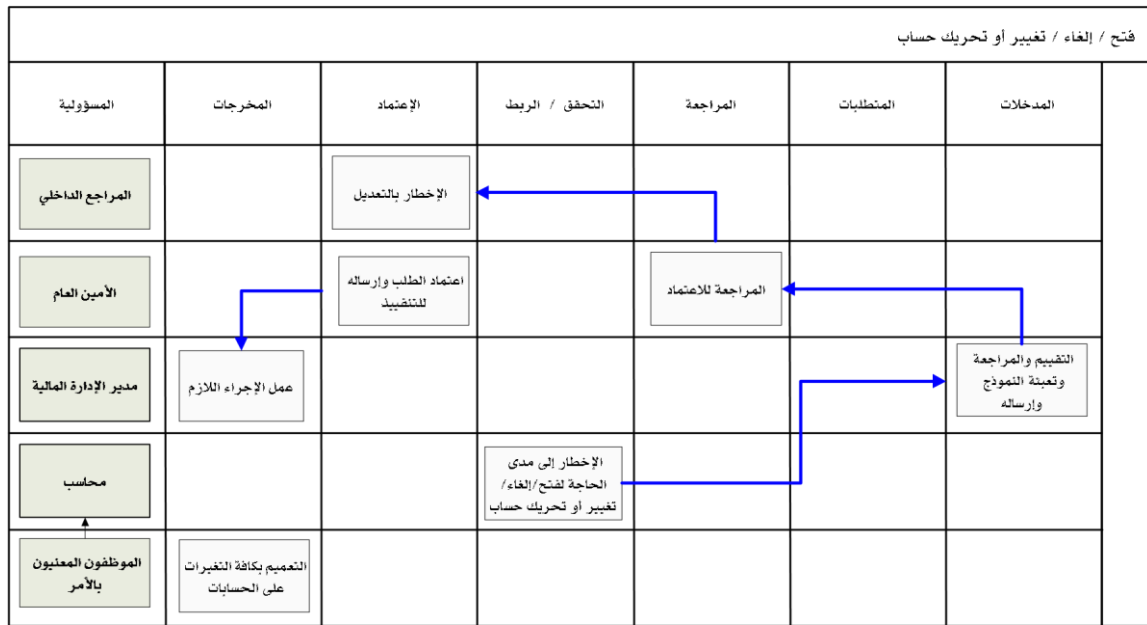 فتح / إلغاء / تغيير أو تحريك حساب
المدخلات
المتطلبات
المراجعة
التحقق / الربط
الإعتماد
المخرجات
المسؤولية
الإخطار بالتعديل
المراجع الداخلي
المراجعة للاعتماد
اعتماد الطلب وإرساله
للتنفييذ
الأمين العام
التقييم والمراجعة
وتعبئة النموذج
وإرساله
عمل الإجراء اللازم
مدير الإدارة المالية
الإخطار إلى مدى
الحاجة لفتح/إلغاء/
تغيير أو تحريك حساب
محاسب
التعميم بكافة التغيرات
على الحسابات
الموظفون المعنيون
بالأمر